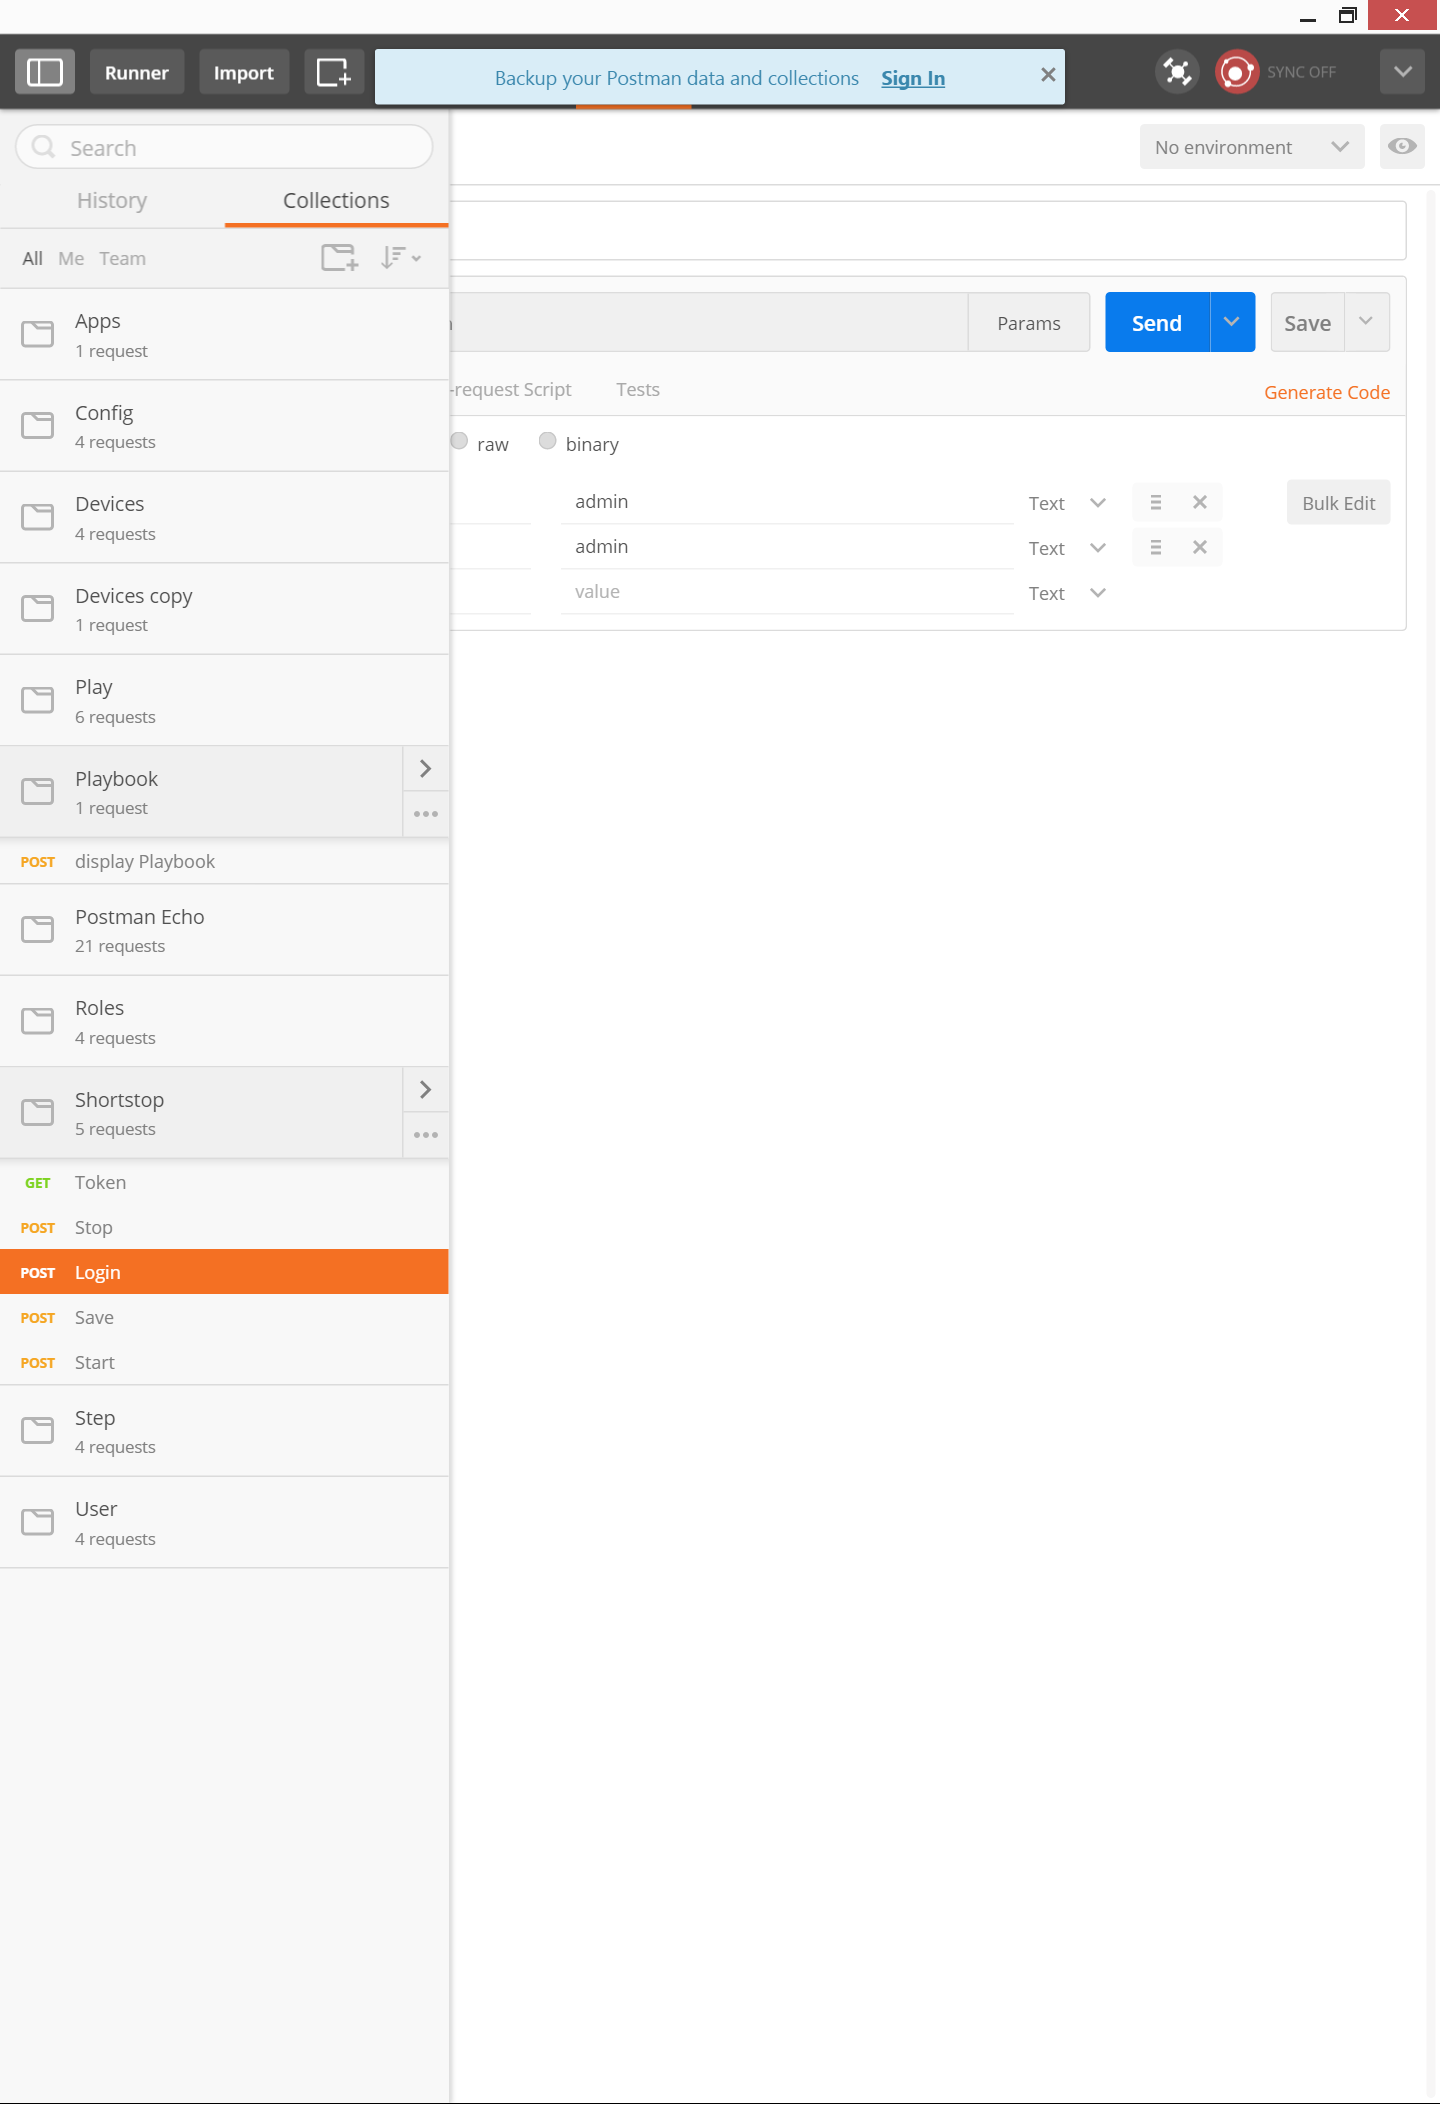 Runner
Import
Backup your Postman data and collections Sign In
SYNC OFF
Search
History
Collections
All Me Team
Apps
1 request
Config
4 requests
Devices
4 requests
Devices copy
1 request
Play
6 requests
Playbook
1 request
POST display Playbook
Postman Echo
21 requests
Roles
4 requests
Shortstop
5 requests
GET Token
POST Stop
POST Login
POST Save
POST Start
Step
4 requests
User
4 requests
No environment
Params
Send
Save
-request Script
Tests
Generate Code
raw
binary
admin
Text
Bulk Edit
admin
Text
value
Text